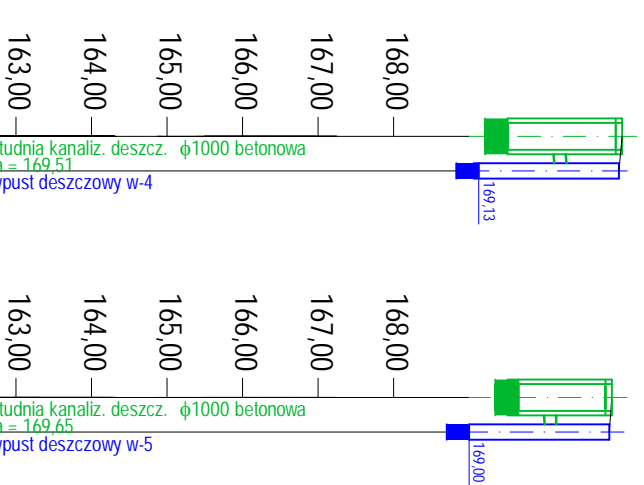 163,00 164,00 165,00 166,00 167,00 168,00
tudnia kanaliz. deszcz. ϕ1000 betonowa
a = 169,51
wpust deszczowy w-4
169,13
163,00 164,00 165,00 166,00 167,00 168,00
tudnia kanaliz. deszcz. ϕ1000 betonowa
a = 169,65
wpust deszczowy w-5
169,00